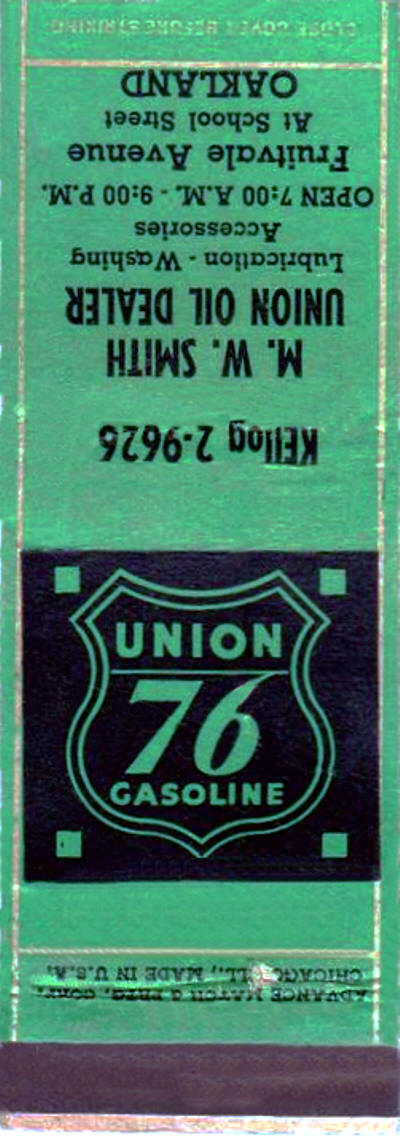 CLOSE COVER BEFORE STRIKING
KEllog 2-9626
M. W. SMITH
UNION OIL DEALER
Lubrication - Washing
Accessories
OPEN 7:00 A.M. - 9:00 P.M.
Fruitvale Avenue
At School Street
OAKLAND
UNION
76
GASOLINE
ADVANCE MATCH & PRTG. CORP.
CHICAGO, ILL., MADE IN U.S.A.